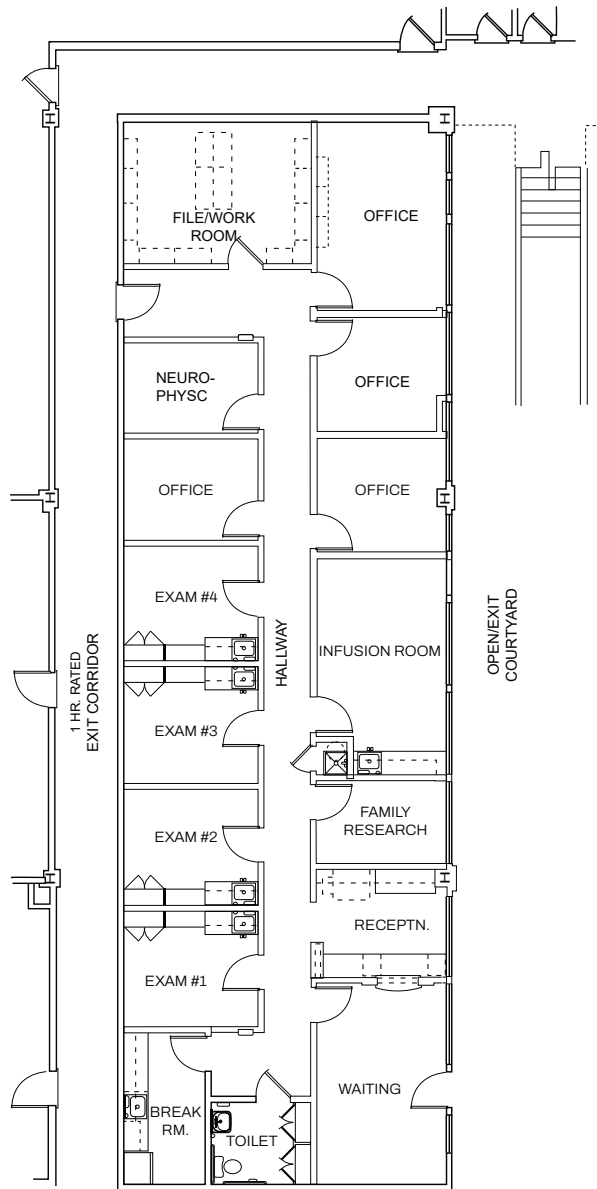 FILE/WORK
ROOM
OFFICE
NEURO-
PHYSC
OFFICE
OFFICE
OFFICE
EXAM #4
HALLWAY
INFUSION ROOM
OPEN/EXIT
COURTYARD
1 HR. RATED
EXIT CORRIDOR
EXAM #3
EXAM #2
FAMILY
RESEARCH
RECEPTN.
EXAM #1
WAITING
BREAK
RM.
TOILET